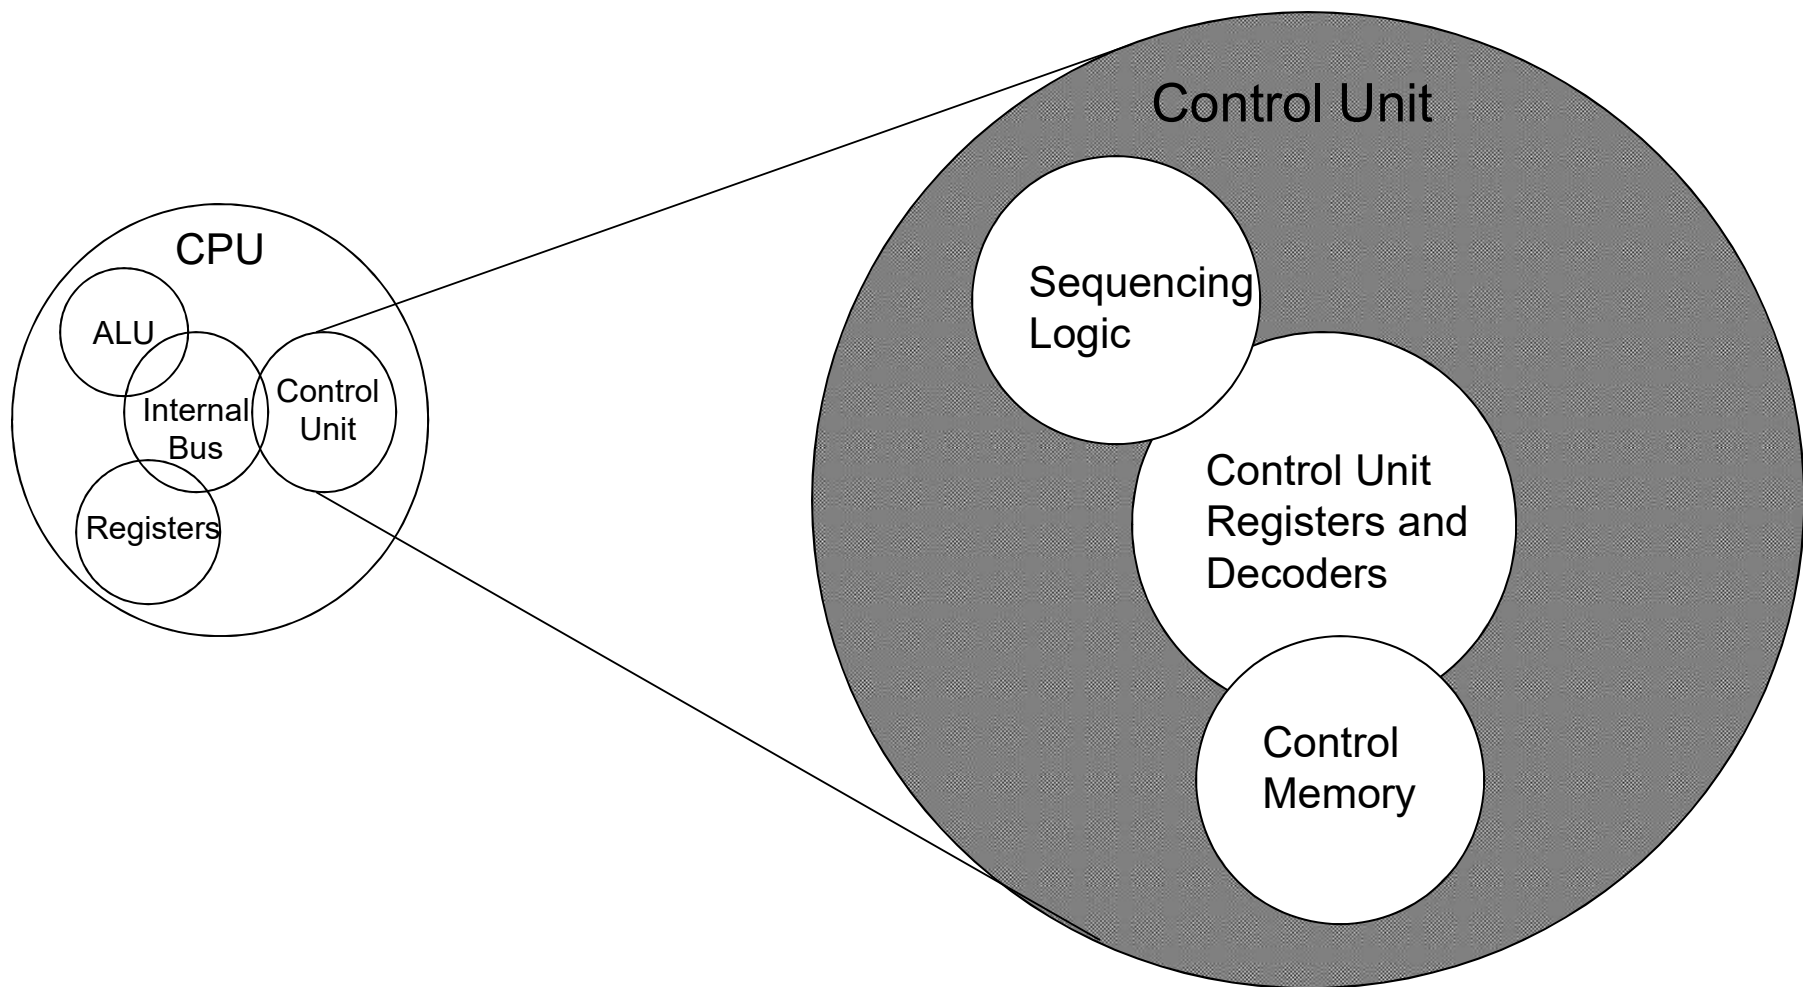 CPU
ALU
Internal
Bus
Control
Unit
Registers
Control Unit
Sequencing
Logic
Control Unit
Registers and
Decoders
Control
Memory